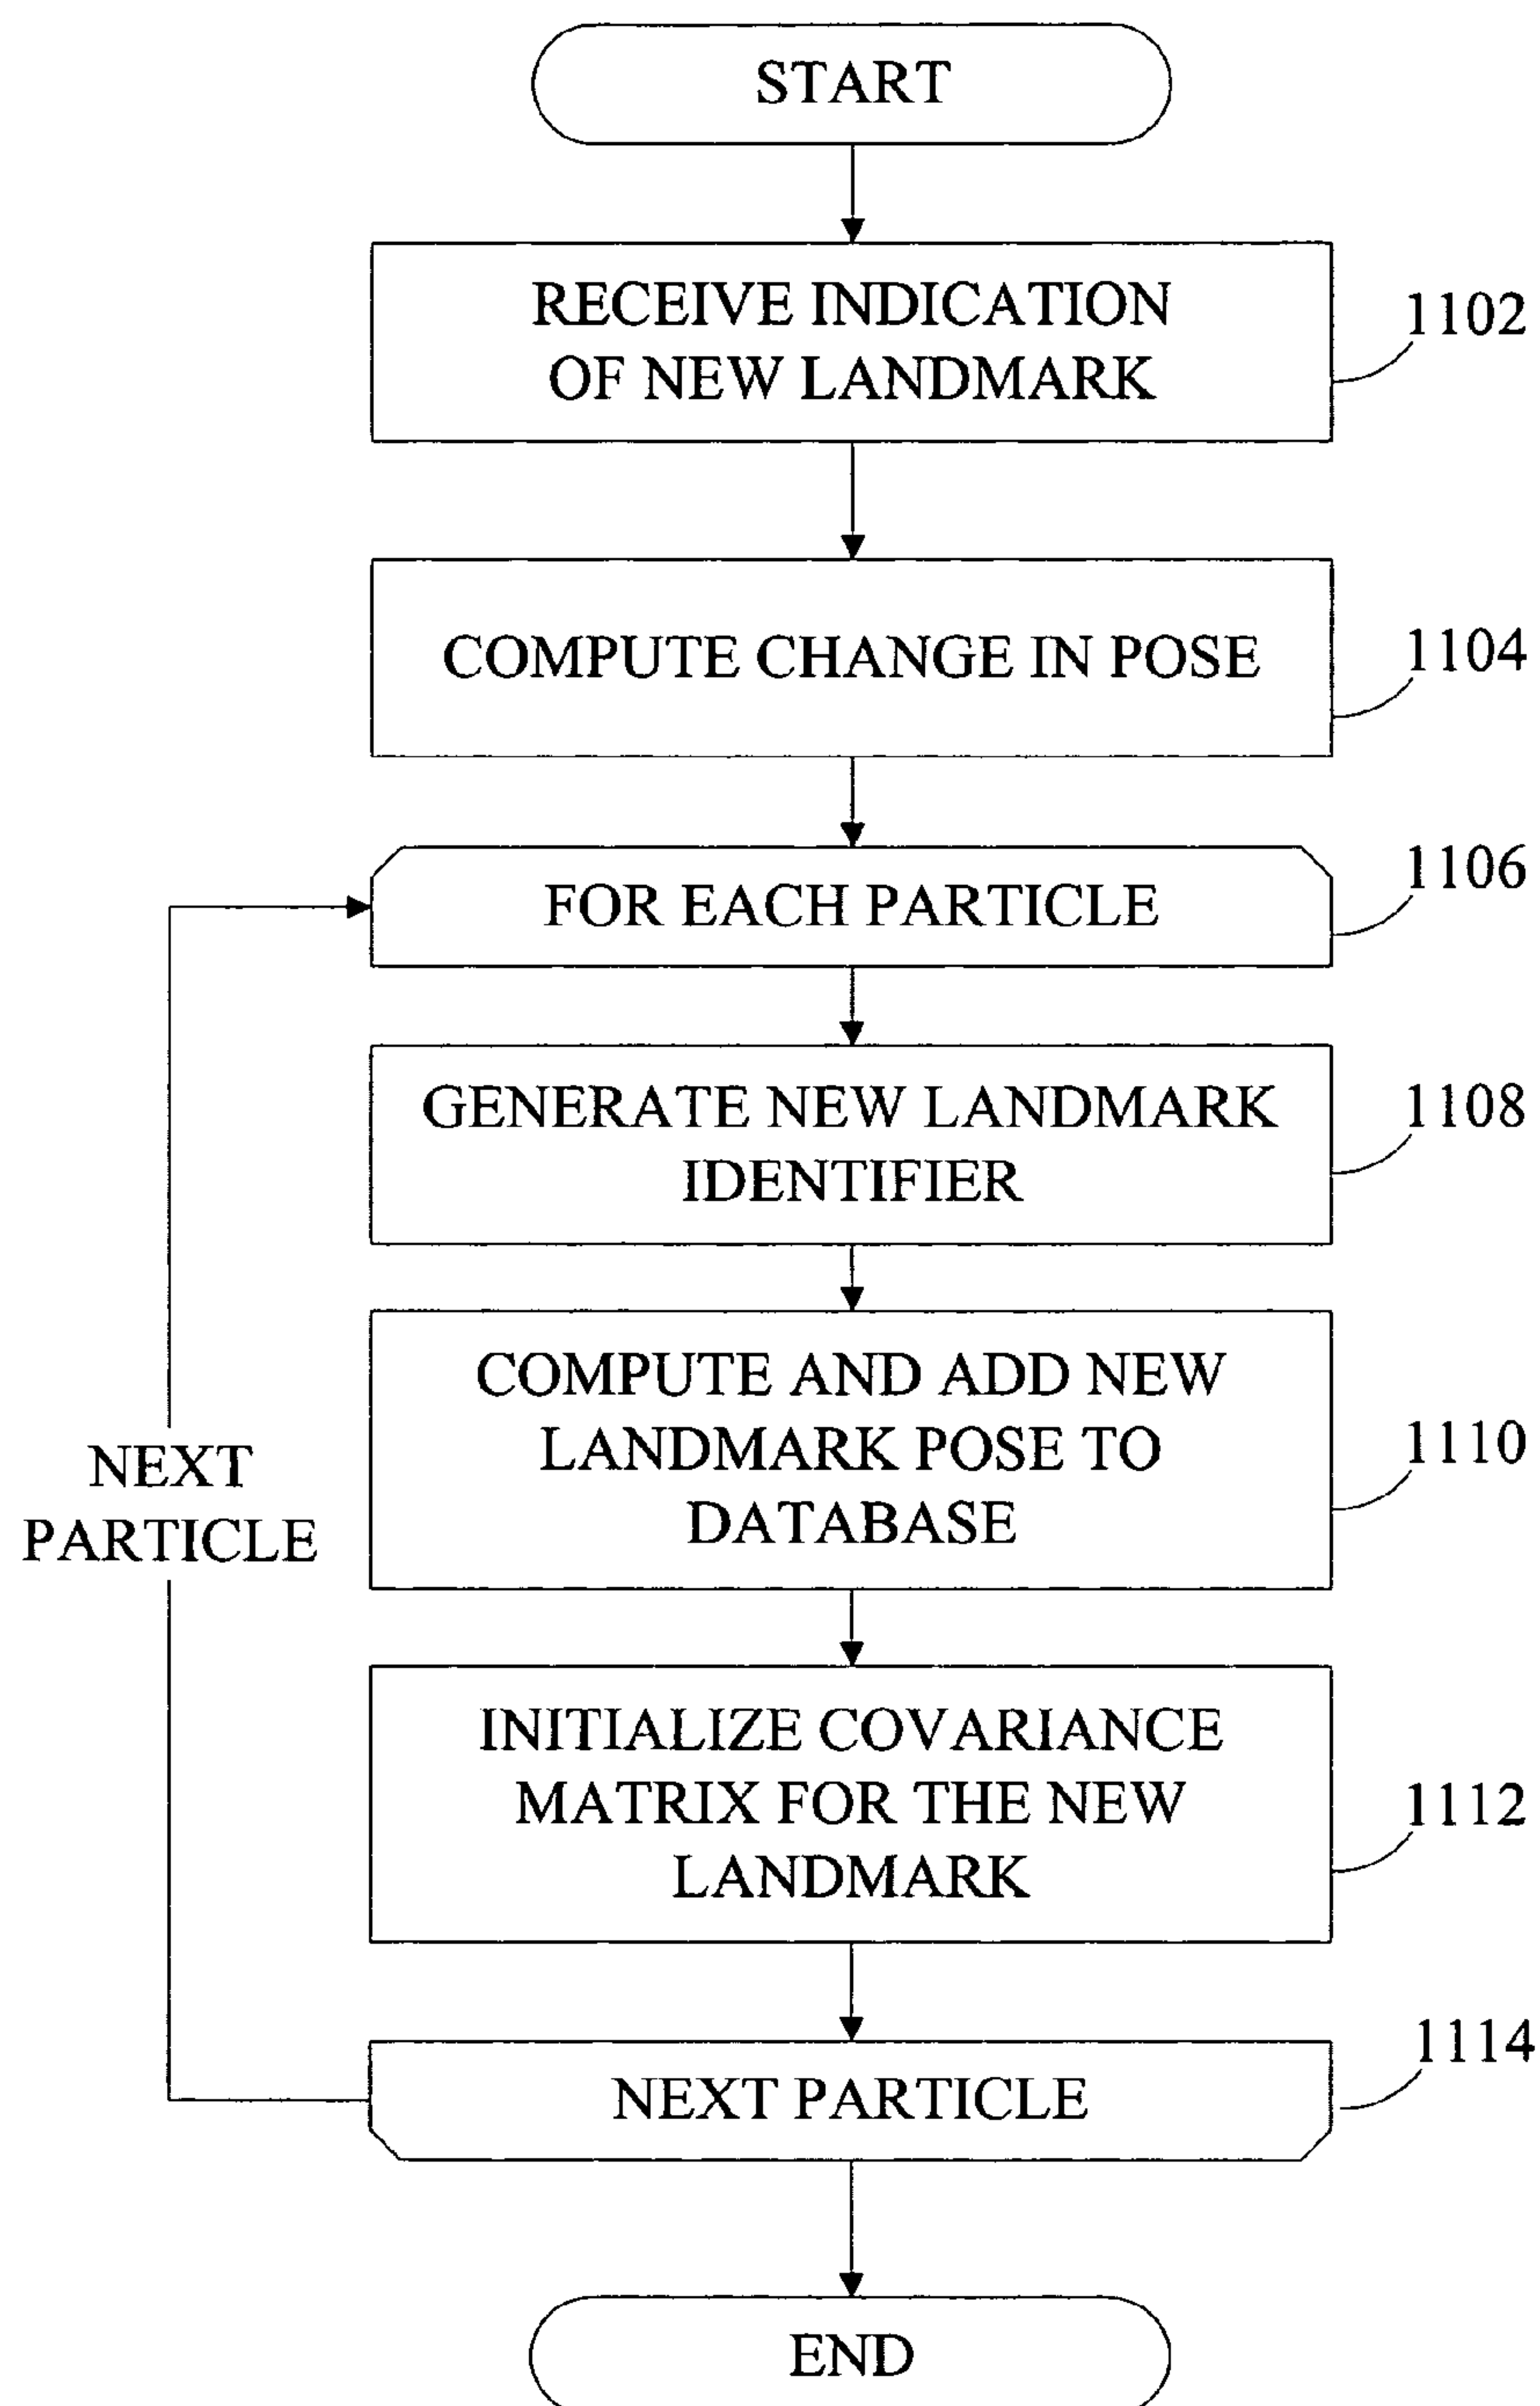 START
RECEIVE INDICATION
OF NEW LANDMARK
1102
COMPUTE CHANGE IN POSE
1104
FOR EACH PARTICLE
1106
GENERATE NEW LANDMARK
IDENTIFIER
1108
COMPUTE AND ADD NEW
LANDMARK POSE TO
DATABASE
1110
NEXT
PARTICLE
INITIALIZE COVARIANCE
MATRIX FOR THE NEW
LANDMARK
1112
NEXT PARTICLE
1114
END